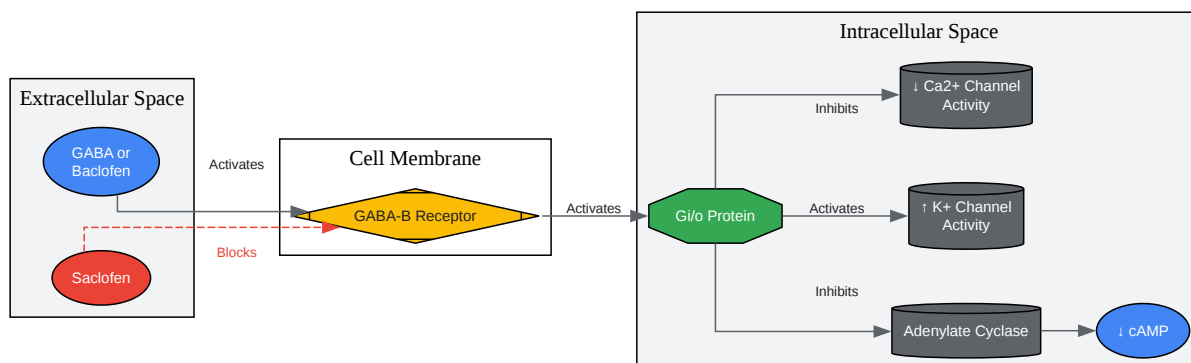 Intracellular Space
Extracellular Space
GABA or
Baclofen
Activates
Saclofen
Blocks
Cell Membrane
GABA-B Receptor
Activates
Gi/o Protein
Inhibits
↓ Ca2+ Channel
Activity
Activates
↑ K+ Channel
Activity
Inhibits
Adenylate Cyclase
↓ cAMP